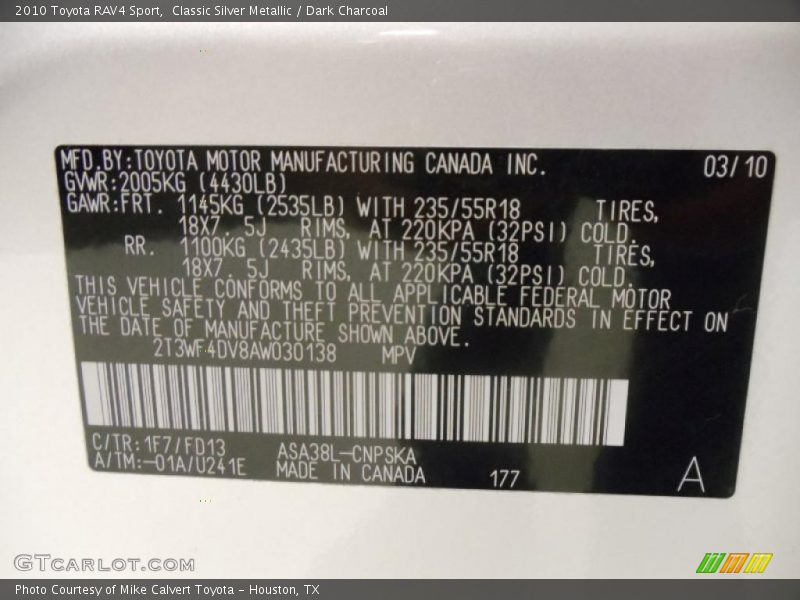 2010 Toyota RAV4 Sport,  Classic Silver Metallic / Dark Charcoal
MFD.BY:TOYOTA MOTOR MANUFACTURING CANADA INC. 03/10
GVWR:2005KG (4430LB)
GAWR:FRT. 1145KG (2535LB) WITH 235/55R18 TIRES,
18X7.5J RIMS, AT 220KPA (32PSI) COLD.
RR. 1100KG (2435LB) WITH 235/55R18 TIRES,
18X7.5J RIMS, AT 220KPA (32PSI) COLD.
THIS VEHICLE CONFORMS TO ALL APPLICABLE FEDERAL MOTOR
VEHICLE SAFETY AND THEFT PREVENTION STANDARDS IN EFFECT ON
THE DATE OF MANUFACTURE SHOWN ABOVE.
2T3WF4DV8AW030138 MPV
C/TR:1F7/FD13 ASA38L-CNPSKA
A/TM:-01A/U241E MADE IN CANADA 177 A
GTCARLOT.COM
Photo Courtesy of Mike Calvert Toyota - Houston, TX